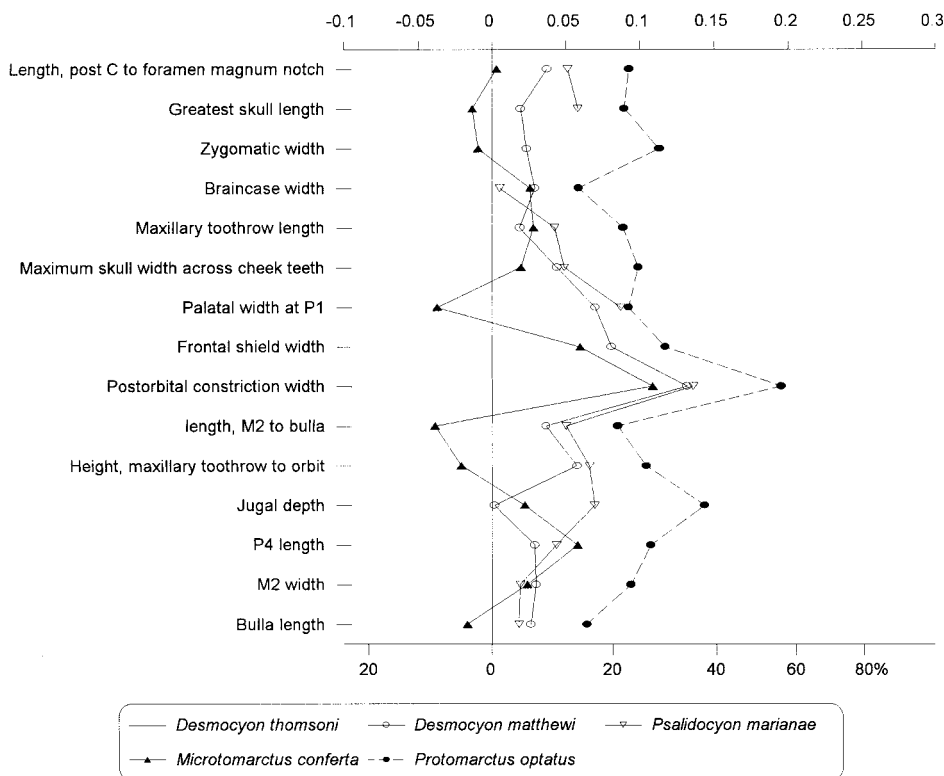 -0.1 -0.05 0 0.05 0.1 0.15 0.2 0.25 0.3
Length, post C to foramen magnum notch
Greatest skull length
Zygomatic width
Braincase width
Maxillary toothrow length
Maximum skull width across cheek teeth
Palatal width at P1
Frontal shield width
Postorbital constriction width
length, M2 to bulla
Height, maxillary toothrow to orbit
Jugal depth
P4 length
M2 width
Bulla length
20 0 20 40 60 80%
Desmocyon thomsoni Desmocyon matthewi Psalidocyon marianae
Microtomarctus conferta Protomarctus optatus